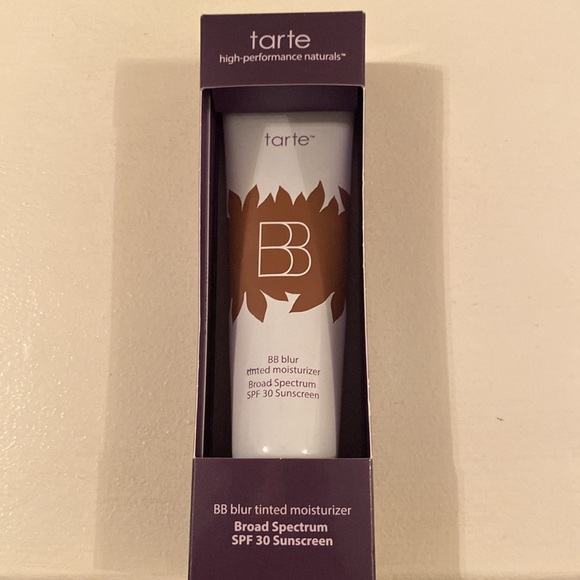 tarte
high-performance naturals™
tarte™
BB
BB blur
tinted moisturizer
Broad Spectrum
SPF 30 Sunscreen
BB blur tinted moisturizer
Broad Spectrum
SPF 30 Sunscreen